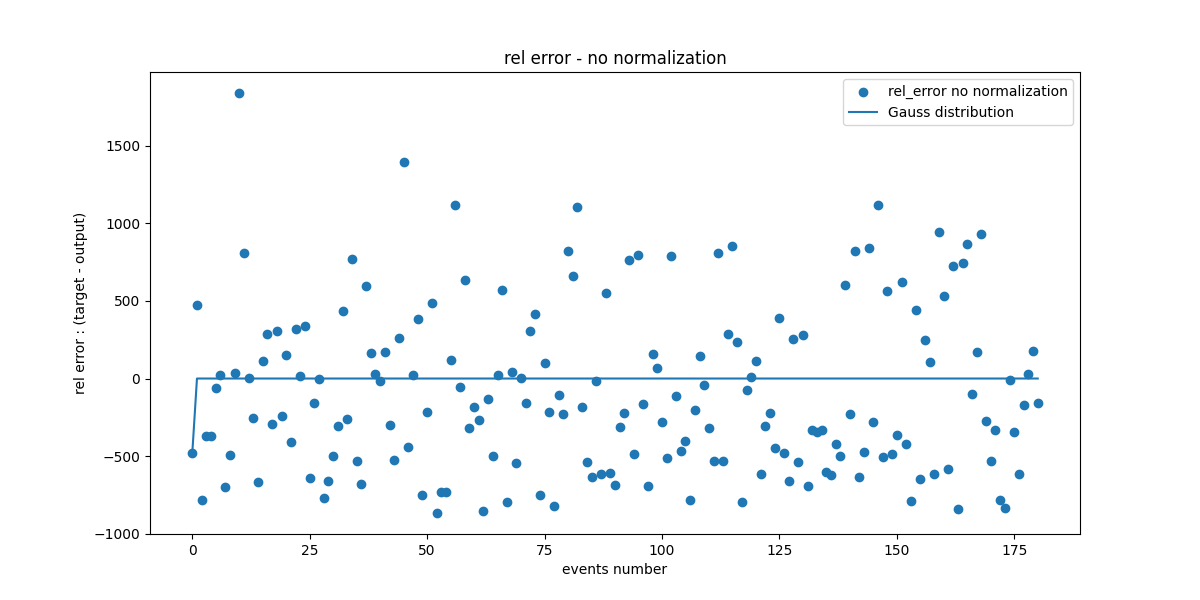 rel error - no normalization
rel_error no normalization
Gauss distribution
rel error : (target - output)
1500
1000
500
0
−500
−1000
0 25 50 75 100 125 150 175
events number